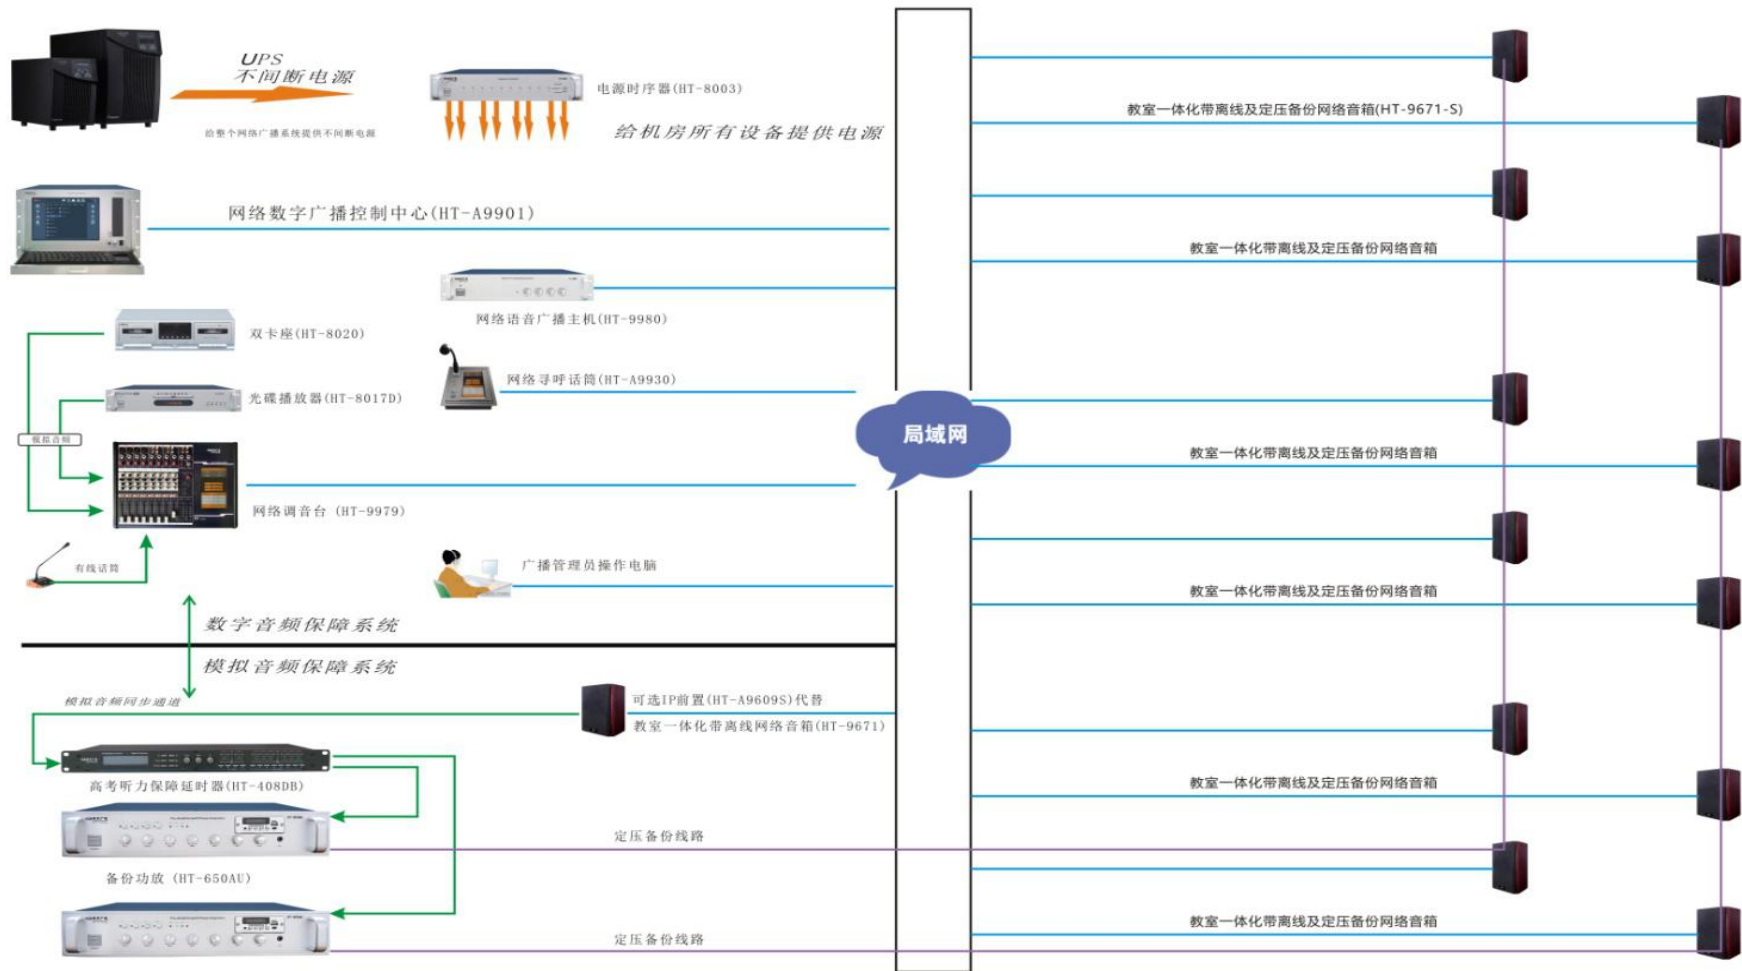 UPS
不间断电源
给整个网络广播系统提供不间断电源
电源时序器(HT-8003)
给机房所有设备提供电源
网络数字广播控制中心(HT-A9901)
网络语音广播主机(HT-9980)
双卡座(HT-8020)
网络寻呼话筒(HT-A9930)
光碟播放器(HT-8017D)
模拟音频
网络调音台 (HT-9979)
有线话筒
广播管理员操作电脑
数字音频保障系统
模拟音频保障系统
模拟音频同步通道
可选IP前置(HT-A9609S)代替
教室一体化带离线网络音箱(HT-9671)
高考听力保障延时器(HT-408DB)
定压备份线路
备份功放 (HT-650AU)
定压备份线路
局域网
教室一体化带离线及定压备份网络音箱(HT-9671-S)
教室一体化带离线及定压备份网络音箱
教室一体化带离线及定压备份网络音箱
教室一体化带离线及定压备份网络音箱
教室一体化带离线及定压备份网络音箱
教室一体化带离线及定压备份网络音箱